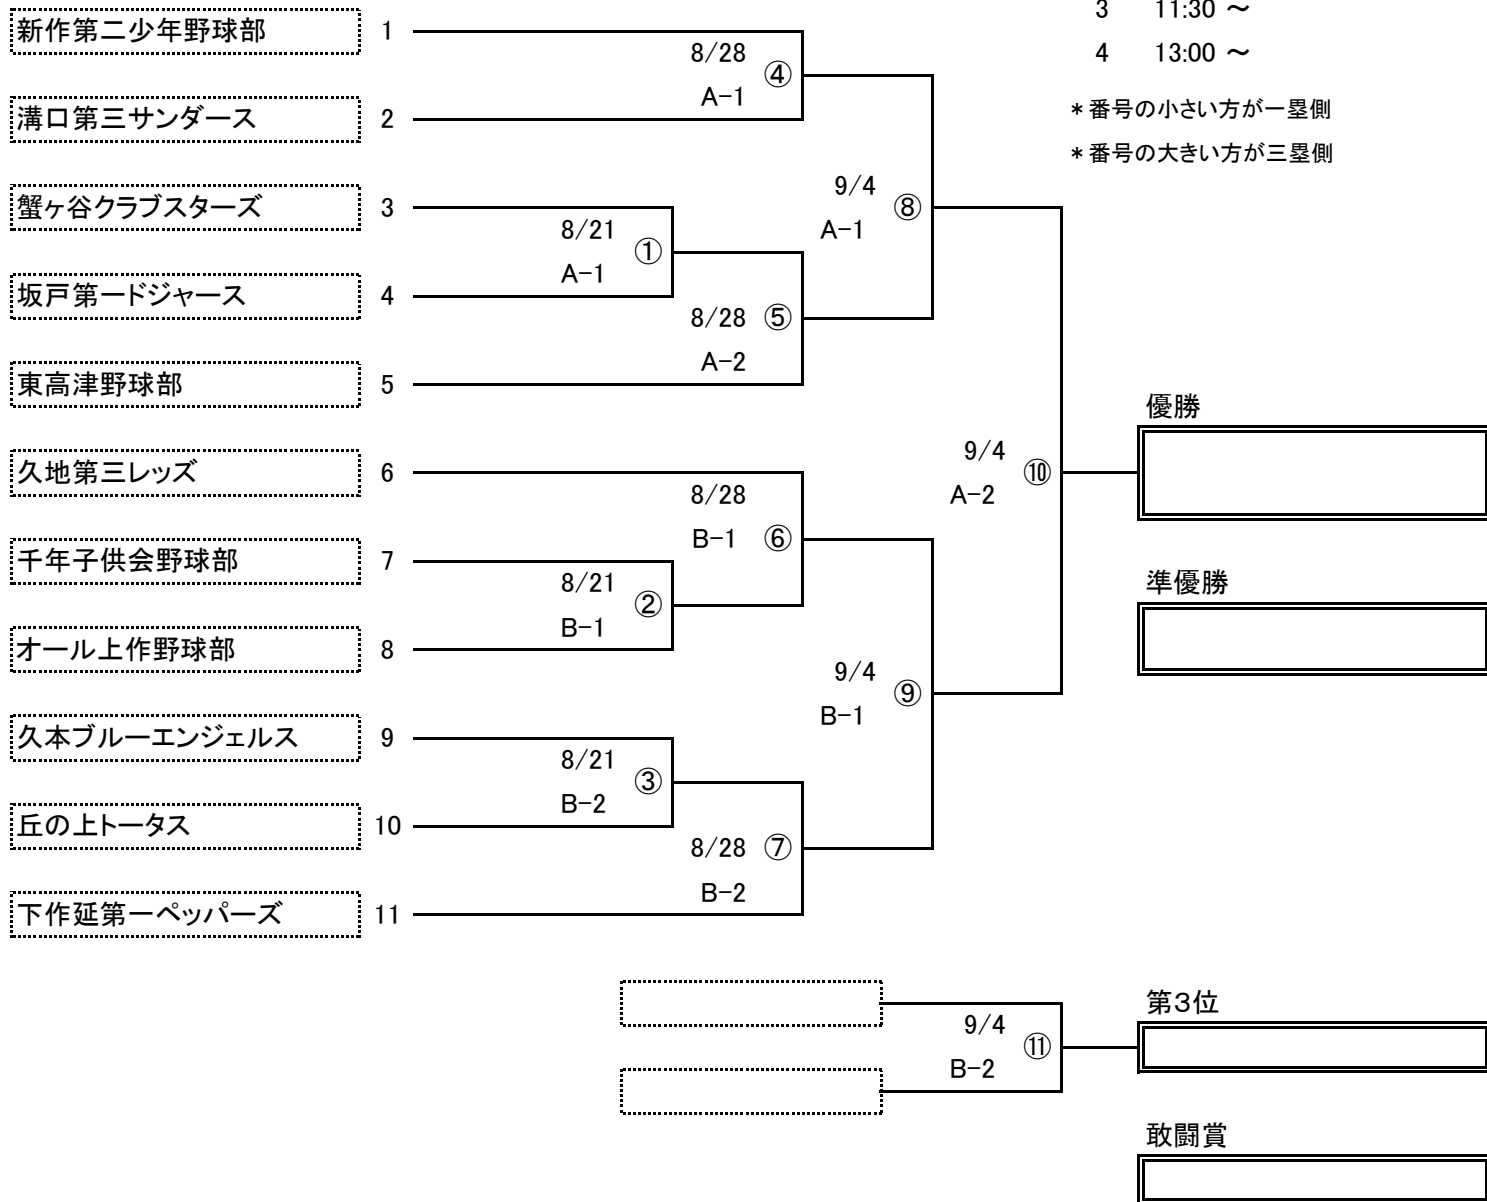 3 11:30 ～
新作第二少年野球部 1
8/28 ④
4 13:00 ～
A-1
溝口第三サンダース 2
＊番号の小さい方が一塁側
＊番号の大きい方が三塁側
蟹ヶ谷クラブスターズ 3
9/4 ⑧
8/21 ①
A-1
A-1
坂戸第一ドジャース 4
8/28 ⑤
A-2
東高津野球部 5
優勝
久地第三レッズ 6
9/4 ⑩
8/28
A-2
B-1 ⑥
千年子供会野球部 7
8/21 ②
準優勝
B-1
オール上作野球部 8
9/4 ⑨
B-1
久本ブルーエンジェルス 9
8/21 ③
B-2
丘の上トータス 10
8/28 ⑦
B-2
下作延第一ペッパーズ 11
第３位
9/4 ⑪
B-2
敢闘賞